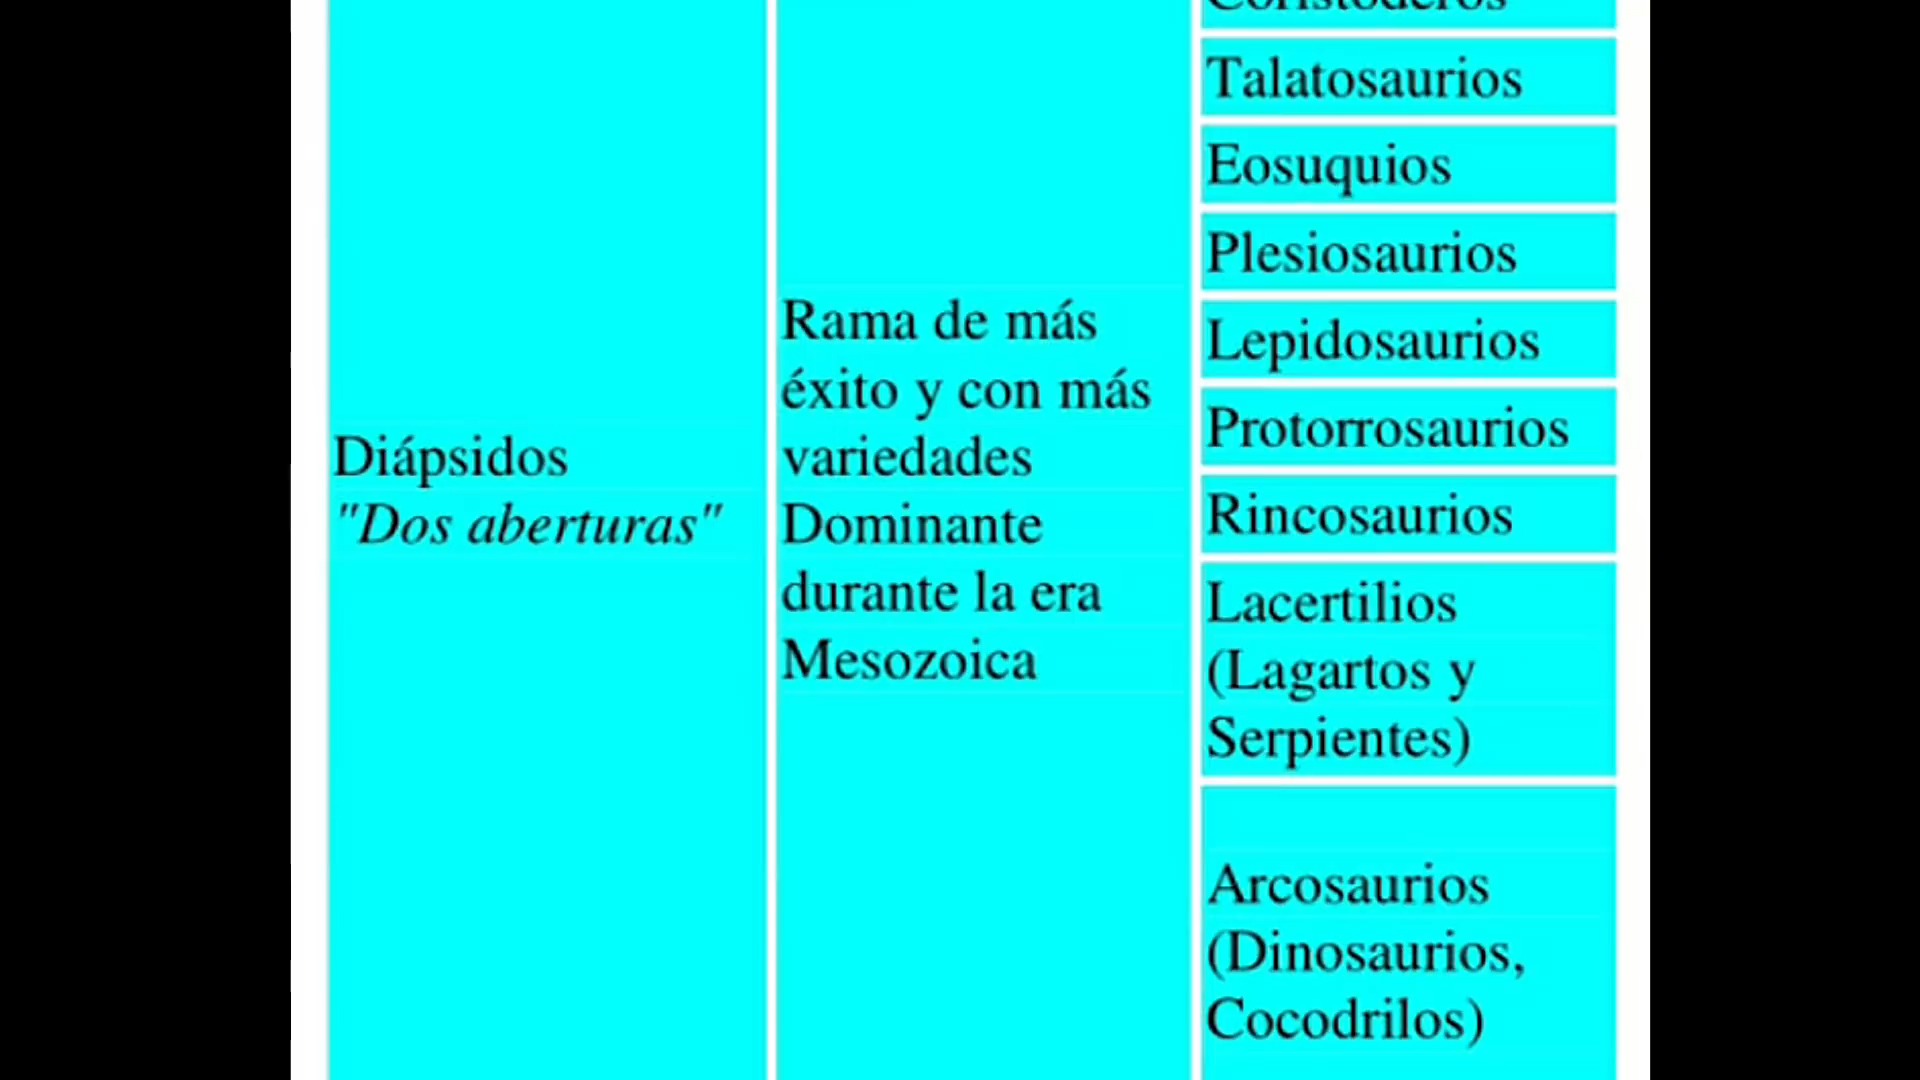 Diápsidos
"Dos aberturas"
Rama de más
éxito y con más
variedades
Dominante
durante la era
Mesozoica
Coristoderos
Talatosaurios
Eosuquios
Plesiosaurios
Lepidosaurios
Protorrosaurios
Rincosaurios
Lacertilios
(Lagartos y
Serpientes)
Arcosaurios
(Dinosaurios,
Cocodrilos)